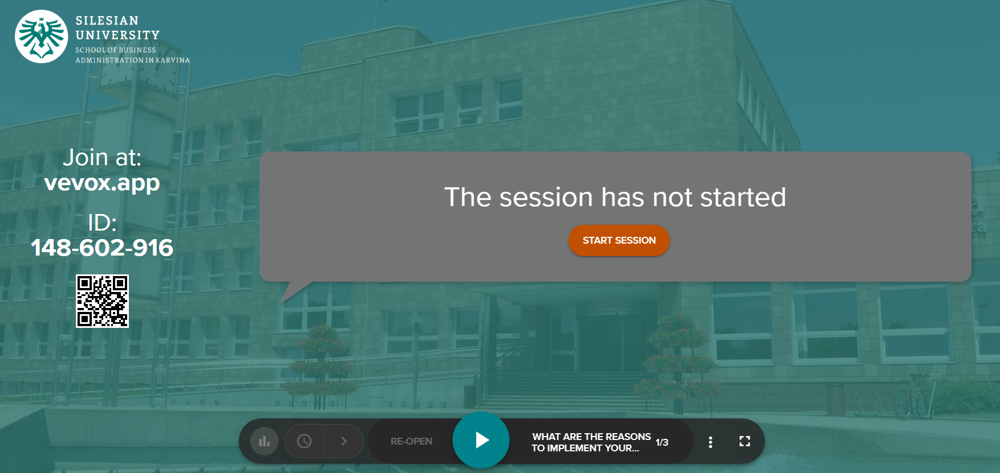 SILESIAN
UNIVERSITY
SCHOOL OF BUSINESS
ADMINISTRATION IN KARVINA
Join at:
vevox.app
ID:
148-602-916
The session has not started
START SESSION
RE-OPEN
WHAT ARE THE REASONS
TO IMPLEMENT YOUR...
1/3